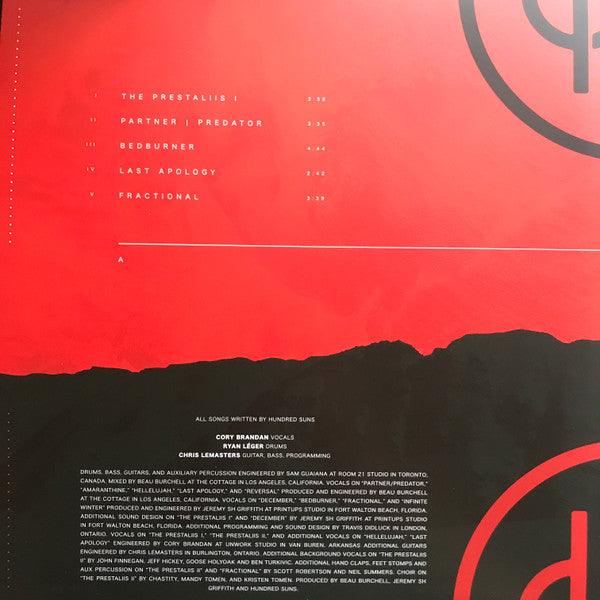 I THE PRESTALIIS I 3:38
II PARTNER | PREDATOR 3:31
III BEDBURNER 4:44
IV LAST APOLOGY 2:42
V FRACTIONAL 3:39
A
ALL SONGS WRITTEN BY HUNDRED SUNS
CORY BRANDAN VOCALS
RYAN LÉGER DRUMS
CHRIS LEMASTERS GUITAR, BASS, PROGRAMMING
DRUMS, BASS, GUITARS, AND AUXILIARY PERCUSSION ENGINEERED BY SAM GUAIANA AT ROOM 21 STUDIO IN TORONTO,
CANADA. MIXED BY BEAU BURCHELL AT THE COTTAGE IN LOS ANGELES, CALIFORNIA. VOCALS ON "PARTNER/PREDATOR,"
"AMARANTHINE," "HELLELUJAH," "LAST APOLOGY," AND "REVERSAL" PRODUCED AND ENGINEERED BY BEAU BURCHELL
AT THE COTTAGE IN LOS ANGELES, CALIFORNIA. VOCALS ON "DECEMBER," "BEDBURNER," "FRACTIONAL," AND "INFINITE
WINTER" PRODUCED AND ENGINEERED BY JEREMY SH GRIFFITH AT PRINTUPS STUDIO IN FORT WALTON BEACH, FLORIDA.
ADDITIONAL SOUND DESIGN ON "THE PRESTALIIS I" AND "DECEMBER" BY JEREMY SH GRIFFITH AT PRINTUPS STUDIO
IN FORT WALTON BEACH, FLORIDA. ADDITIONAL PROGRAMMING AND SOUND DESIGN BY TRAVIS DIDLUCK IN LONDON,
ONTARIO. VOCALS ON "THE PRESTALIIS I," "THE PRESTALIIS II," AND ADDITIONAL VOCALS ON "HELLELUJAH," "LAST
APOLOGY" ENGINEERED BY CORY BRANDAN AT UNWORK STUDIO IN VAN BUREN, ARKANSAS ADDITIONAL GUITARS
ENGINEERED BY CHRIS LEMASTERS IN BURLINGTON, ONTARIO. ADDITIONAL BACKGROUND VOCALS ON "THE PRESTALIIS
II" BY JOHN FINNEGAN, JEFF HICKEY, GOOSE HOLYOAK AND BEN TURKOVIC. ADDITIONAL HAND CLAPS, FEET STOMPS AND
AUX PERCUSSION ON "THE PRESTALIIS II" AND "FRACTIONAL" BY SCOTT ROBERTSON AND NEIL SUMMERS. CHOIR ON
"THE PRESTALIIS II" BY CHASTITY, MANDY TOMEN, AND KRISTEN TOMEN. PRODUCED BY BEAU BURCHELL, JEREMY SH
GRIFFITH AND HUNDRED SUNS.